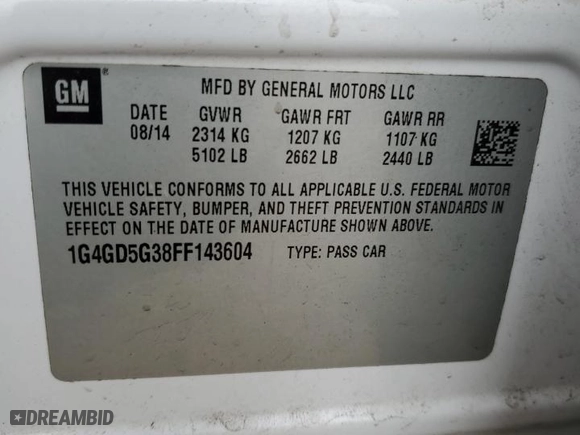 GM
MFD BY GENERAL MOTORS LLC
DATE GVWR GAWR FRT GAWR RR
08/14 2314 KG 1207 KG 1107 KG
5102 LB 2662 LB 2440 LB
THIS VEHICLE CONFORMS TO ALL APPLICABLE U.S. FEDERAL MOTOR
VEHICLE SAFETY, BUMPER, AND THEFT PREVENTION STANDARDS IN
EFFECT ON THE DATE OF MANUFACTURE SHOWN ABOVE.
1G4GD5G38FF143604 TYPE: PASS CAR
DREAMBID